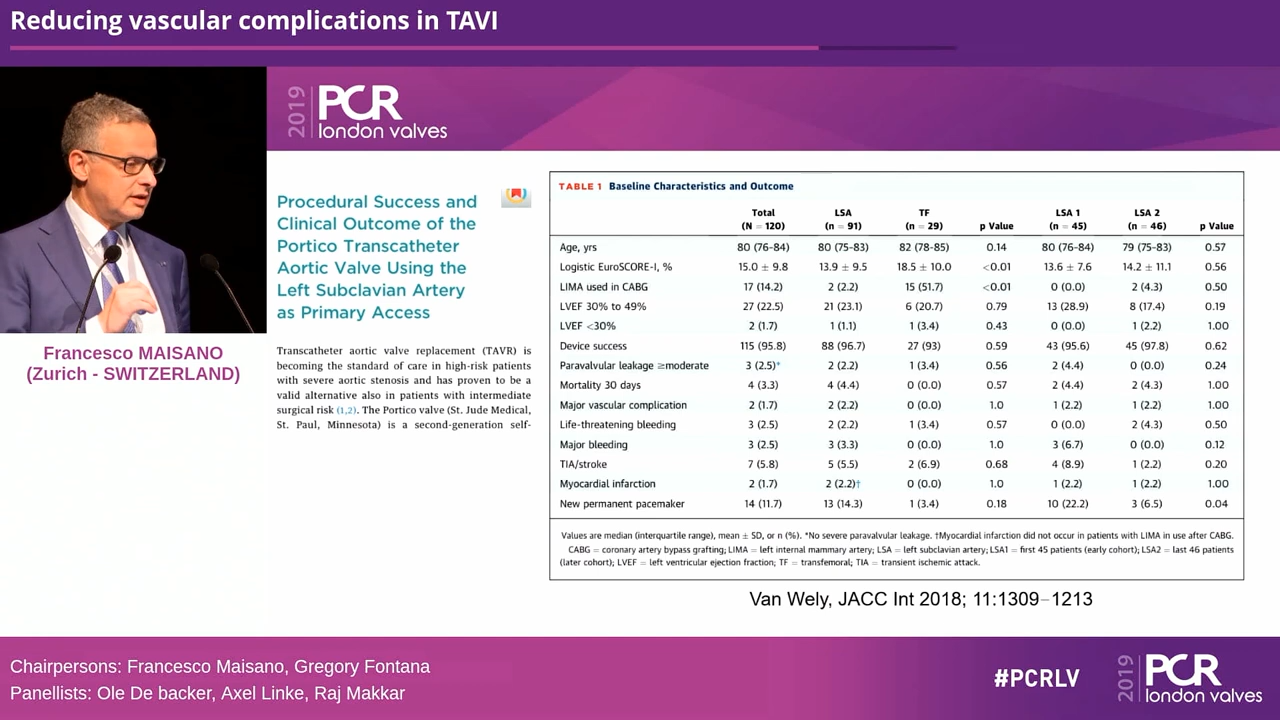 Reducing vascular complications in TAVI
2019 PCR
london valves
Francesco MAISANO
(Zurich - SWITZERLAND)
Procedural Success and
Clinical Outcome of the
Portico Transcatheter
Aortic Valve Using the
Left Subclavian Artery
as Primary Access
Transcatheter aortic valve replacement (TAVR) is
becoming the standard of care in high-risk patients
with severe aortic stenosis and has proven to be a
valid alternative also in patients with intermediate
surgical risk (1,2). The Portico valve (St. Jude Medical,
St. Paul, Minnesota) is a second-generation self-
TABLE 1 Baseline Characteristics and Outcome
Total LSA TF LSA 1 LSA 2
(N = 120) (n = 91) (n = 29) p Value (n = 45) (n = 46) p Value
Age, yrs 80 (76-84) 80 (75-83) 82 (78-85) 0.14 80 (76-84) 79 (75-83) 0.57
Logistic EuroSCORE-I, % 15.0 ± 9.8 13.9 ± 9.5 18.5 ± 10.0 <0.01 13.6 ± 7.6 14.2 ± 11.1 0.56
LIMA used in CABG 17 (14.2) 2 (2.2) 15 (51.7) <0.01 0 (0.0) 2 (4.3) 0.50
LVEF 30% to 49% 27 (22.5) 21 (23.1) 6 (20.7) 0.79 13 (28.9) 8 (17.4) 0.19
LVEF <30% 2 (1.7) 1 (1.1) 1 (3.4) 0.43 0 (0.0) 1 (2.2) 1.00
Device success 115 (95.8) 88 (96.7) 27 (93) 0.59 43 (95.6) 45 (97.8) 0.62
Paravalvular leakage ≥moderate 3 (2.5)* 2 (2.2) 1 (3.4) 0.56 2 (4.4) 0 (0.0) 0.24
Mortality 30 days 4 (3.3) 4 (4.4) 0 (0.0) 0.57 2 (4.4) 2 (4.3) 1.00
Major vascular complication 2 (1.7) 2 (2.2) 0 (0.0) 1.0 1 (2.2) 1 (2.2) 1.00
Life-threatening bleeding 3 (2.5) 2 (2.2) 1 (3.4) 0.57 0 (0.0) 2 (4.3) 0.50
Major bleeding 3 (2.5) 3 (3.3) 0 (0.0) 1.0 3 (6.7) 0 (0.0) 0.12
TIA/stroke 7 (5.8) 5 (5.5) 2 (6.9) 0.68 4 (8.9) 1 (2.2) 0.20
Myocardial infarction 2 (1.7) 2 (2.2)† 0 (0.0) 1.0 1 (2.2) 1 (2.2) 1.00
New permanent pacemaker 14 (11.7) 13 (14.3) 1 (3.4) 0.18 10 (22.2) 3 (6.5) 0.04
Values are median (interquartile range), mean ± SD, or n (%). *No severe paravalvular leakage. †Myocardial infarction did not occur in patients with LIMA in use after CABG.
CABG = coronary artery bypass grafting; LIMA = left internal mammary artery; LSA = left subclavian artery; LSA1 = first 45 patients (early cohort); LSA2 = last 46 patients
(later cohort); LVEF = left ventricular ejection fraction; TF = transfemoral; TIA = transient ischemic attack.
Van Wely, JACC Int 2018; 11:1309–1213
Chairpersons: Francesco Maisano, Gregory Fontana
Panellists: Ole De backer, Axel Linke, Raj Makkar
#PCRLV
2019 PCR
london valves